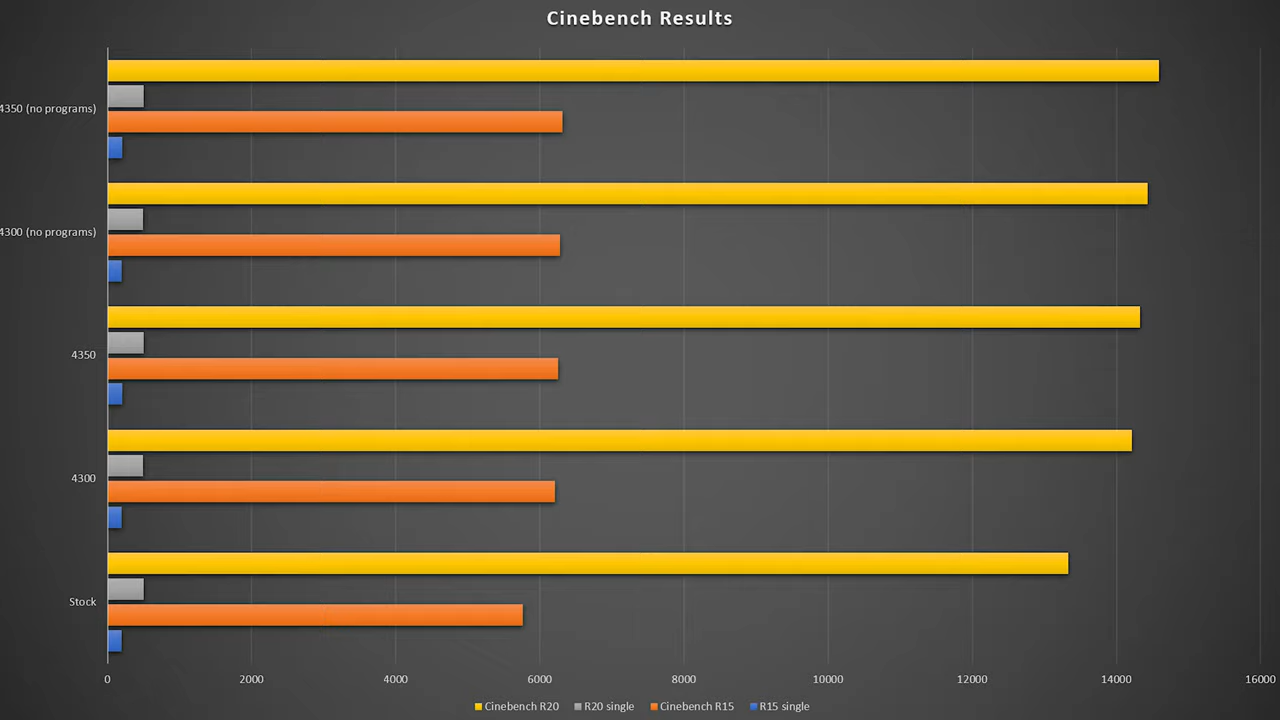 Cinebench Results
4350 (no programs)
4300 (no programs)
4350
4300
Stock
0 2000 4000 6000 8000 10000 12000 14000 16000
Cinebench R20 R20 single Cinebench R15 R15 single